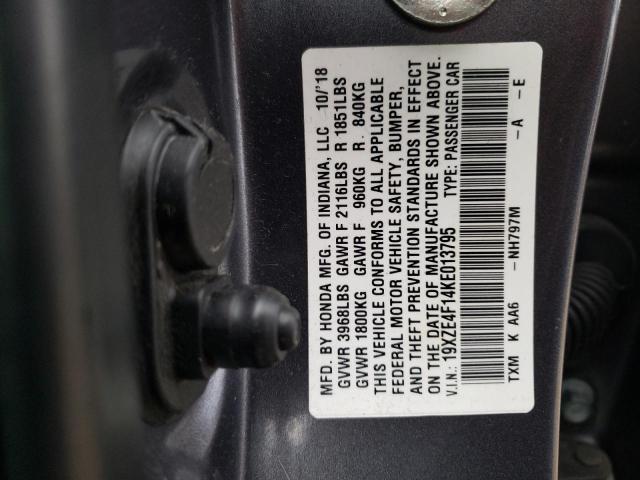 MFD. BY HONDA MFG. OF INDIANA, LLC 10/'18
GVWR 3968LBS GAWR F 2116LBS R 1851LBS
GVWR 1800KG GAWR F 960KG R. 840KG
THIS VEHICLE CONFORMS TO ALL APPLICABLE
FEDERAL MOTOR VEHICLE SAFETY, BUMPER,
AND THEFT PREVENTION STANDARDS IN EFFECT
ON THE DATE OF MANUFACTURE SHOWN ABOVE.
V.I.N.: 19XZE4F14KE013795 TYPE: PASSENGER CAR
TXM K AA6 -NH797M -A -E